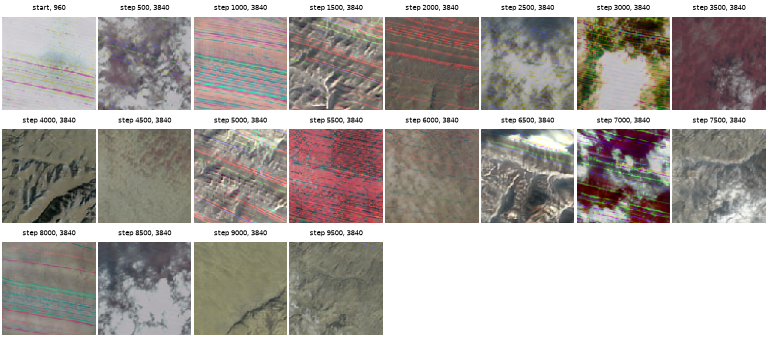 start, 960
step 500, 3840
step 1000, 3840
step 1500, 3840
step 2000, 3840
step 2500, 3840
step 3000, 3840
step 3500, 3840
step 4000, 3840
step 4500, 3840
step 5000, 3840
step 5500, 3840
step 6000, 3840
step 6500, 3840
step 7000, 3840
step 7500, 3840
step 8000, 3840
step 8500, 3840
step 9000, 3840
step 9500, 3840